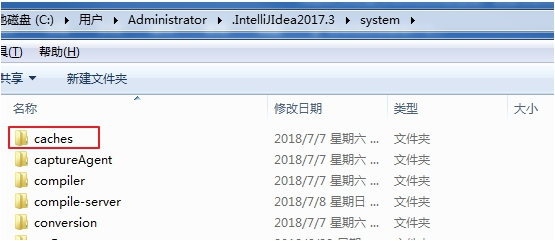 地磁盘 (C:) ▸ 用户 ▸ Administrator ▸ .IntelliJIdea2017.3 ▸ system ▸
(T) 帮助(H)
共享 ▼ 新建文件夹
名称 修改日期 类型 大小
caches 2018/7/7 星期六 ... 文件夹
captureAgent 2018/7/7 星期六 ... 文件夹
compiler 2018/7/7 星期六 ... 文件夹
compile-server 2018/7/8 星期日 ... 文件夹
conversion 2018/7/7 星期六 ... 文件夹